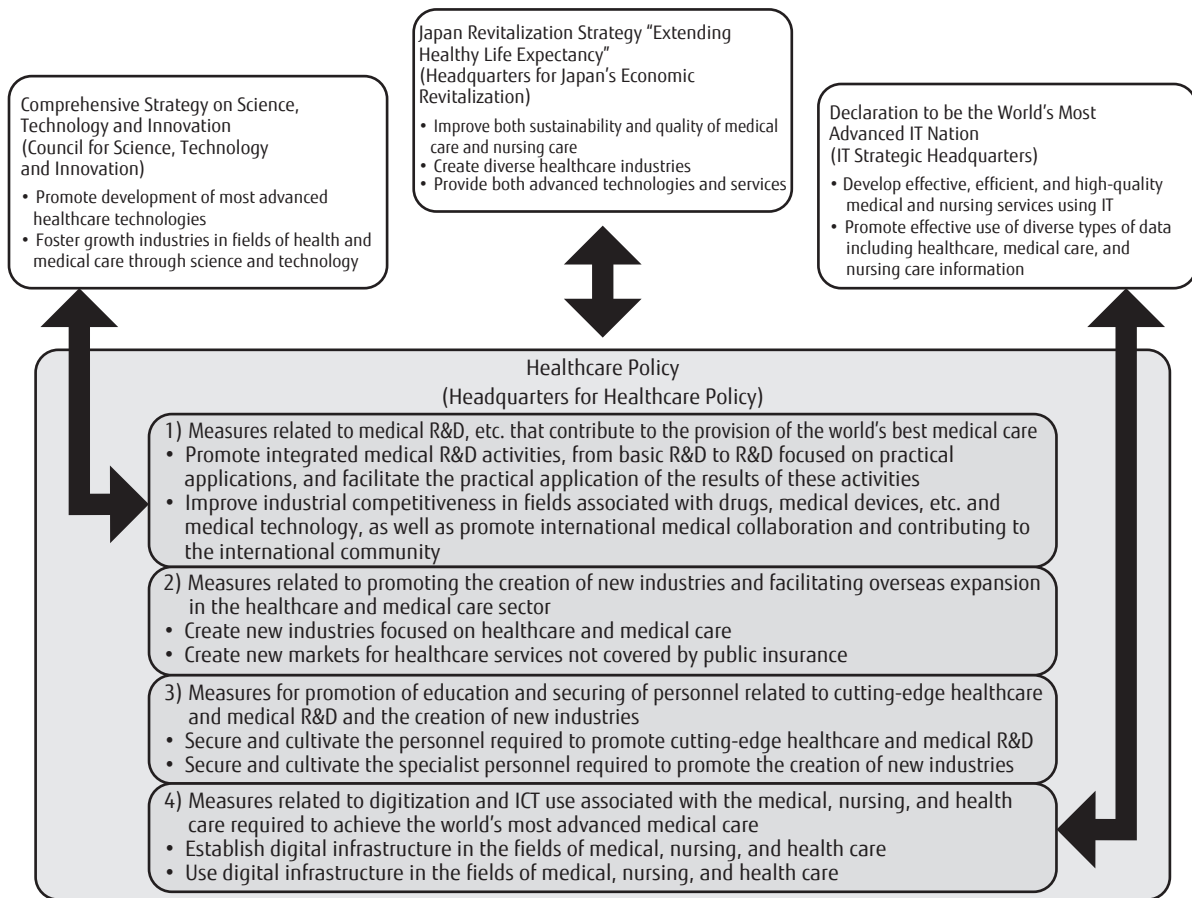 Japan Revitalization Strategy “Extending
Healthy Life Expectancy”
(Headquarters for Japan’s Economic
Revitalization)
• Improve both sustainability and quality of medical
care and nursing care
• Create diverse healthcare industries
• Provide both advanced technologies and services
Comprehensive Strategy on Science,
Technology and Innovation
(Council for Science, Technology
and Innovation)
• Promote development of most advanced
healthcare technologies
• Foster growth industries in fields of health and
medical care through science and technology
Declaration to be the World’s Most
Advanced IT Nation
(IT Strategic Headquarters)
• Develop effective, efficient, and high-quality
medical and nursing services using IT
• Promote effective use of diverse types of data
including healthcare, medical care, and
nursing care information
Healthcare Policy
(Headquarters for Healthcare Policy)
1) Measures related to medical R&D, etc. that contribute to the provision of the world’s best medical care
• Promote integrated medical R&D activities, from basic R&D to R&D focused on practical
applications, and facilitate the practical application of the results of these activities
• Improve industrial competitiveness in fields associated with drugs, medical devices, etc. and
medical technology, as well as promote international medical collaboration and contributing to
the international community
2) Measures related to promoting the creation of new industries and facilitating overseas expansion
in the healthcare and medical care sector
• Create new industries focused on healthcare and medical care
• Create new markets for healthcare services not covered by public insurance
3) Measures for promotion of education and securing of personnel related to cutting-edge healthcare
and medical R&D and the creation of new industries
• Secure and cultivate the personnel required to promote cutting-edge healthcare and medical R&D
• Secure and cultivate the specialist personnel required to promote the creation of new industries
4) Measures related to digitization and ICT use associated with the medical, nursing, and health
care required to achieve the world’s most advanced medical care
• Establish digital infrastructure in the fields of medical, nursing, and health care
• Use digital infrastructure in the fields of medical, nursing, and health care